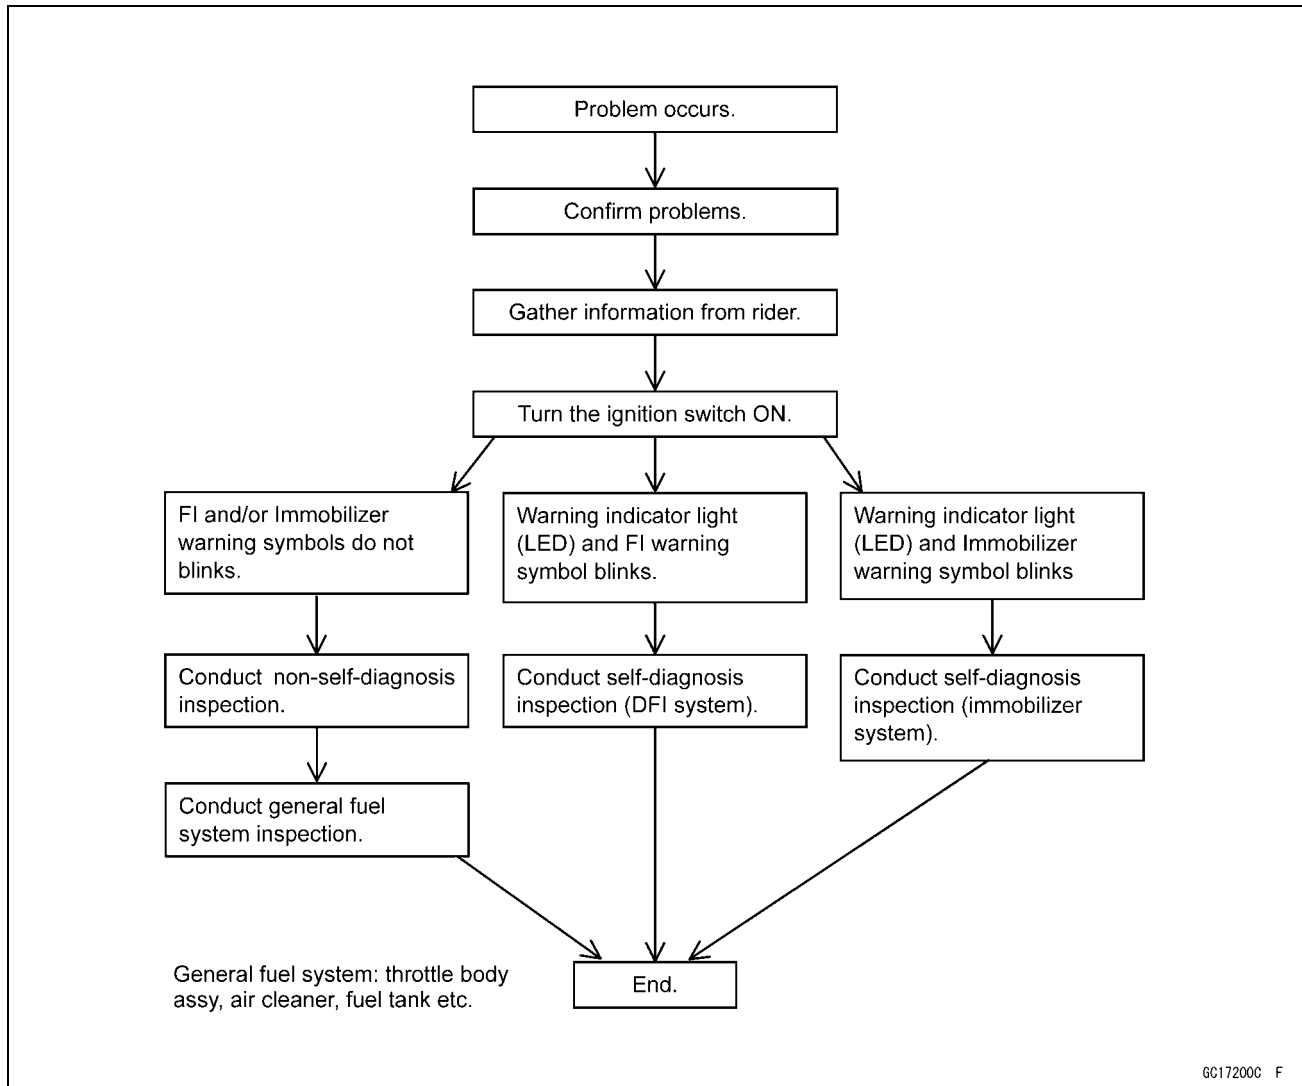 Problem occurs.
Confirm problems.
Gather information from rider.
Turn the ignition switch ON.
FI and/or Immobilizer
warning symbols do not
blinks.
Warning indicator light
(LED) and FI warning
symbol blinks.
Warning indicator light
(LED) and Immobilizer
warning symbol blinks
Conduct non-self-diagnosis
inspection.
Conduct self-diagnosis
inspection (DFI system).
Conduct self-diagnosis
inspection (immobilizer
system).
Conduct general fuel
system inspection.
General fuel system: throttle body
assy, air cleaner, fuel tank etc.
End.
GC17200C F